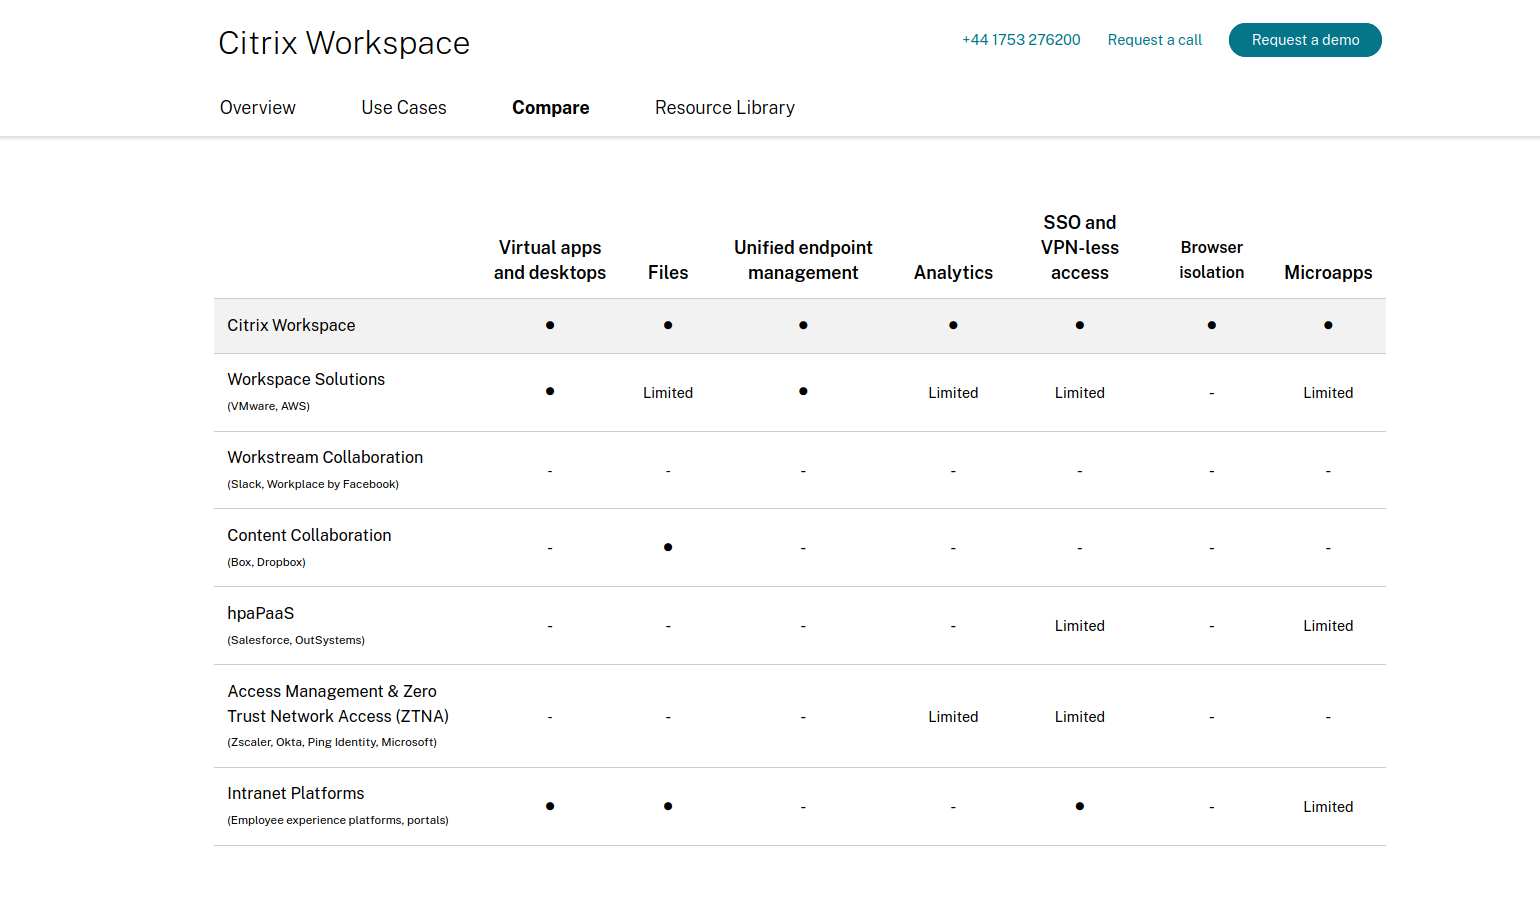 Citrix Workspace
+44 1753 276200 Request a call Request a demo
Overview Use Cases Compare Resource Library
Virtual apps
and desktops
Files
Unified endpoint
management
Analytics
SSO and
VPN-less
access
Browser
isolation
Microapps
Citrix Workspace ● ● ● ● ● ● ●
Workspace Solutions
(VMware, AWS)
● Limited ● Limited Limited - Limited
Workstream Collaboration
(Slack, Workplace by Facebook)
- - - - - - -
Content Collaboration
(Box, Dropbox)
- ● - - - - -
hpaPaaS
(Salesforce, OutSystems)
- - - - Limited - Limited
Access Management & Zero
Trust Network Access (ZTNA)
(Zscaler, Okta, Ping Identity, Microsoft)
- - - Limited Limited - -
Intranet Platforms
(Employee experience platforms, portals)
● ● - - ● - Limited